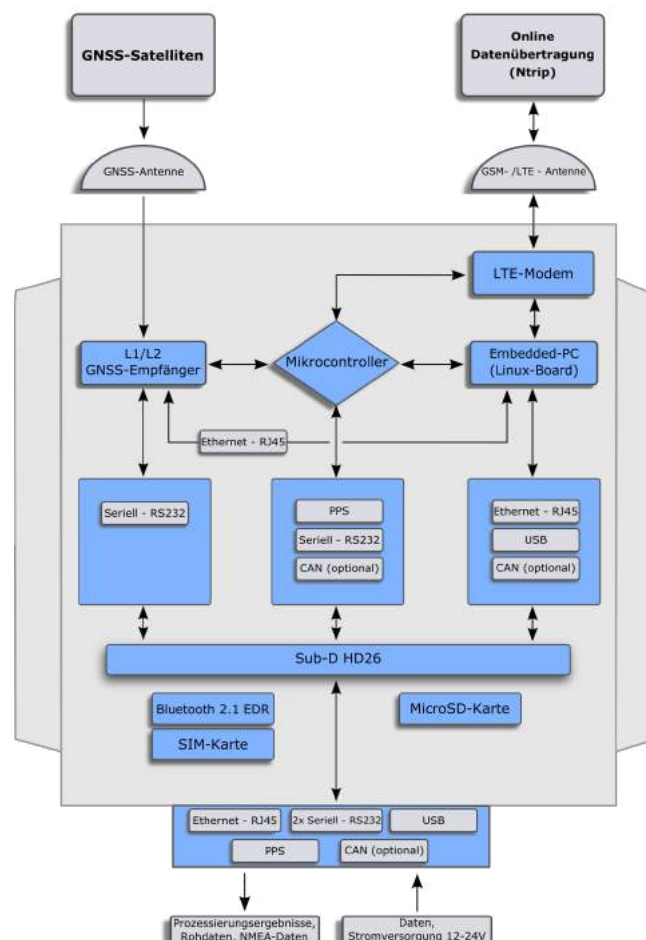 GNSS-Satelliten
Online
Datenübertragung
(Ntrip)
GNSS-Antenne
GSM- /LTE - Antenne
LTE-Modem
L1/L2
GNSS-Empfänger
Mikrocontroller
Embedded-PC
(Linux-Board)
Ethernet - RJ45
Seriell - RS232
PPS
Seriell - RS232
CAN (optional)
Ethernet - RJ45
USB
CAN (optional)
Sub-D HD26
Bluetooth 2.1 EDR
SIM-Karte
MicroSD-Karte
Ethernet - RJ45
2x Seriell - RS232
USB
PPS
CAN (optional)
Prozessierungsergebnisse,
Rohdaten, NMEA-Daten
Daten,
Stromversorgung 12-24V